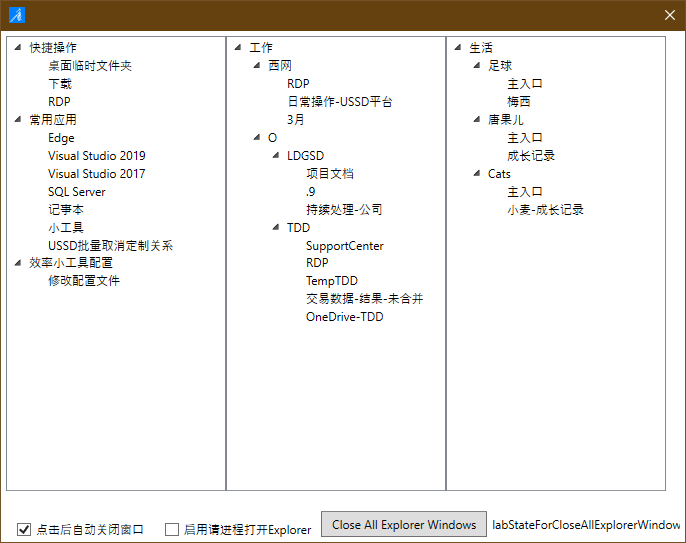 快捷操作
桌面临时文件夹
下载
RDP
常用应用
Edge
Visual Studio 2019
Visual Studio 2017
SQL Server
记事本
小工具
USSD批量取消定制关系
效率小工具配置
修改配置文件
工作
西网
RDP
日常操作-USSD平台
3月
O
LDGSD
项目文档
.9
持续处理-公司
TDD
SupportCenter
RDP
TempTDD
交易数据-结果-未合并
OneDrive-TDD
生活
足球
主入口
梅西
唐果儿
主入口
成长记录
Cats
主入口
小麦-成长记录
点击后自动关闭窗口
启用请进程打开Explorer
Close All Explorer Windows
labStateForCloseAllExplorerWindow